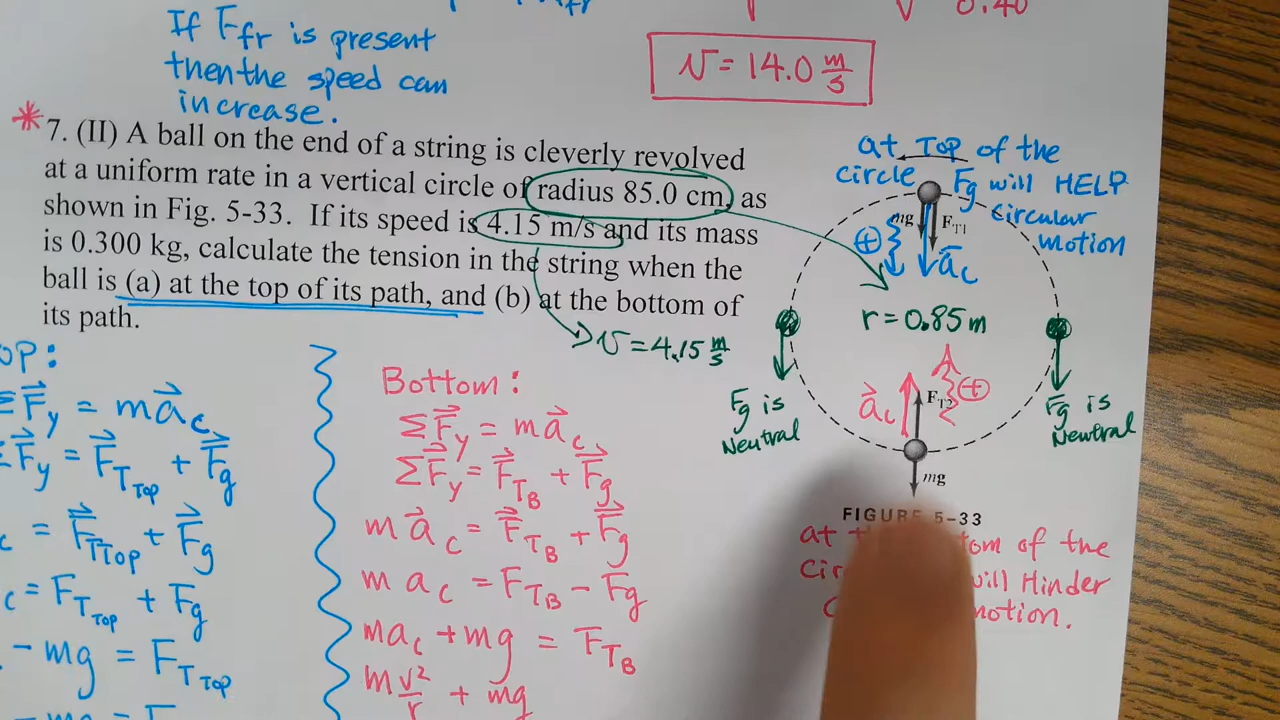 If Ffr is present
then the speed can
increase.
v = 14.0 m/s
0.40
* 7. (II) A ball on the end of a string is cleverly revolved
at a uniform rate in a vertical circle of radius 85.0 cm, as
shown in Fig. 5-33. If its speed is 4.15 m/s and its mass
is 0.300 kg, calculate the tension in the string when the
ball is (a) at the top of its path, and (b) at the bottom of
its path.
v = 4.15 m/s
at Top of the
circle Fg will HELP
circular
motion
mg
FT1
+
ac
r = 0.85m
Fg is
Neutral
Fg is
Neutral
ac
FT2
+
mg
FIGURE 5-33
at of the
will Hinder
motion.
ΣFy = mac
ΣFy = FTTop + Fg
= FTTop + Fg
= FTTop + Fg
- mg = FTTop
Bottom:
ΣFy = mac
ΣFy = FTB + Fg
mac = FTB + Fg
mac = FTB - Fg
mac + mg = FTB
m v²/r + mg